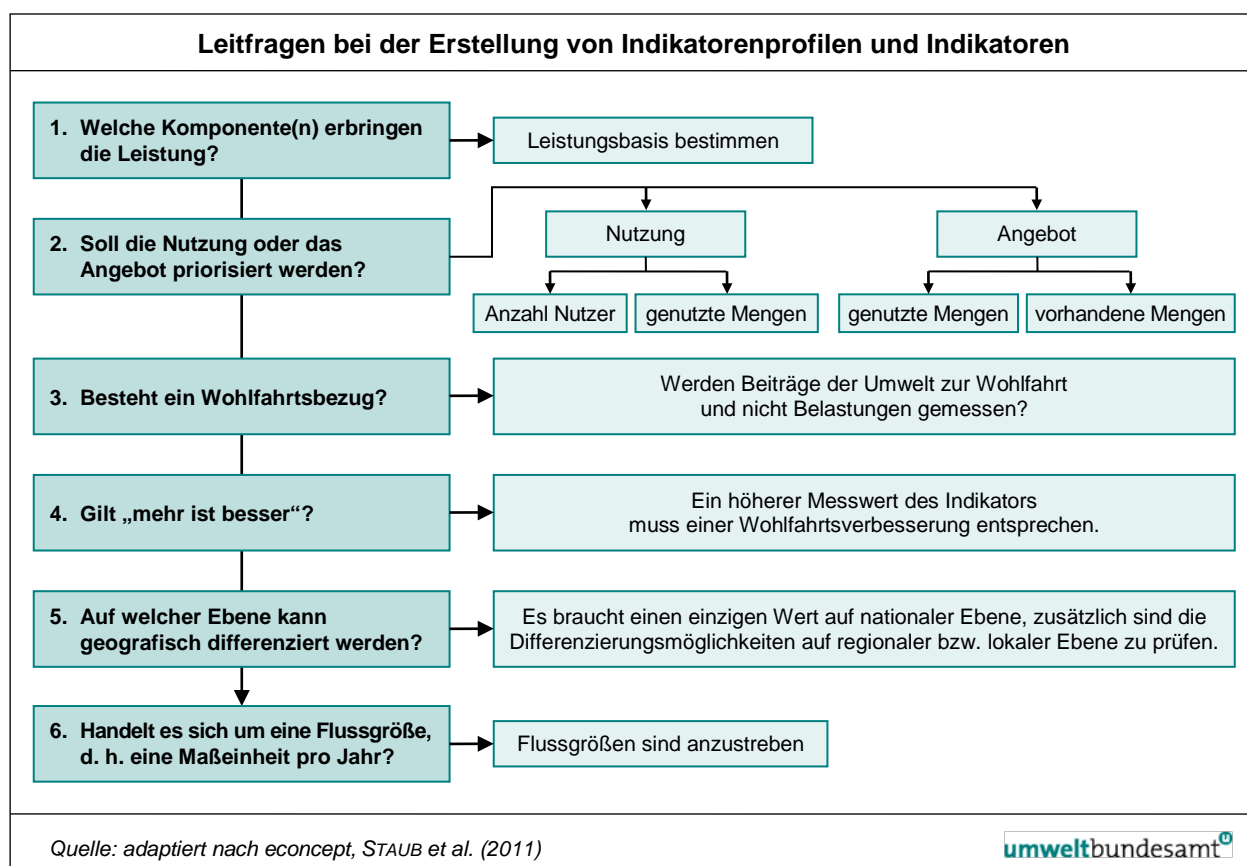 Leitfragen bei der Erstellung von Indikatorenprofilen und Indikatoren
1. Welche Komponente(n) erbringen
die Leistung?
Leistungsbasis bestimmen
2. Soll die Nutzung oder das
Angebot priorisiert werden?
Nutzung
Angebot
Anzahl Nutzer
genutzte Mengen
genutzte Mengen
vorhandene Mengen
3. Besteht ein Wohlfahrtsbezug?
Werden Beiträge der Umwelt zur Wohlfahrt
und nicht Belastungen gemessen?
4. Gilt „mehr ist besser“?
Ein höherer Messwert des Indikators
muss einer Wohlfahrtsverbesserung entsprechen.
5. Auf welcher Ebene kann
geografisch differenziert werden?
Es braucht einen einzigen Wert auf nationaler Ebene, zusätzlich sind die
Differenzierungsmöglichkeiten auf regionaler bzw. lokaler Ebene zu prüfen.
6. Handelt es sich um eine Flussgröße,
d. h. eine Maßeinheit pro Jahr?
Flussgrößen sind anzustreben
Quelle: adaptiert nach econcept, STAUB et al. (2011)
umweltbundesamt u